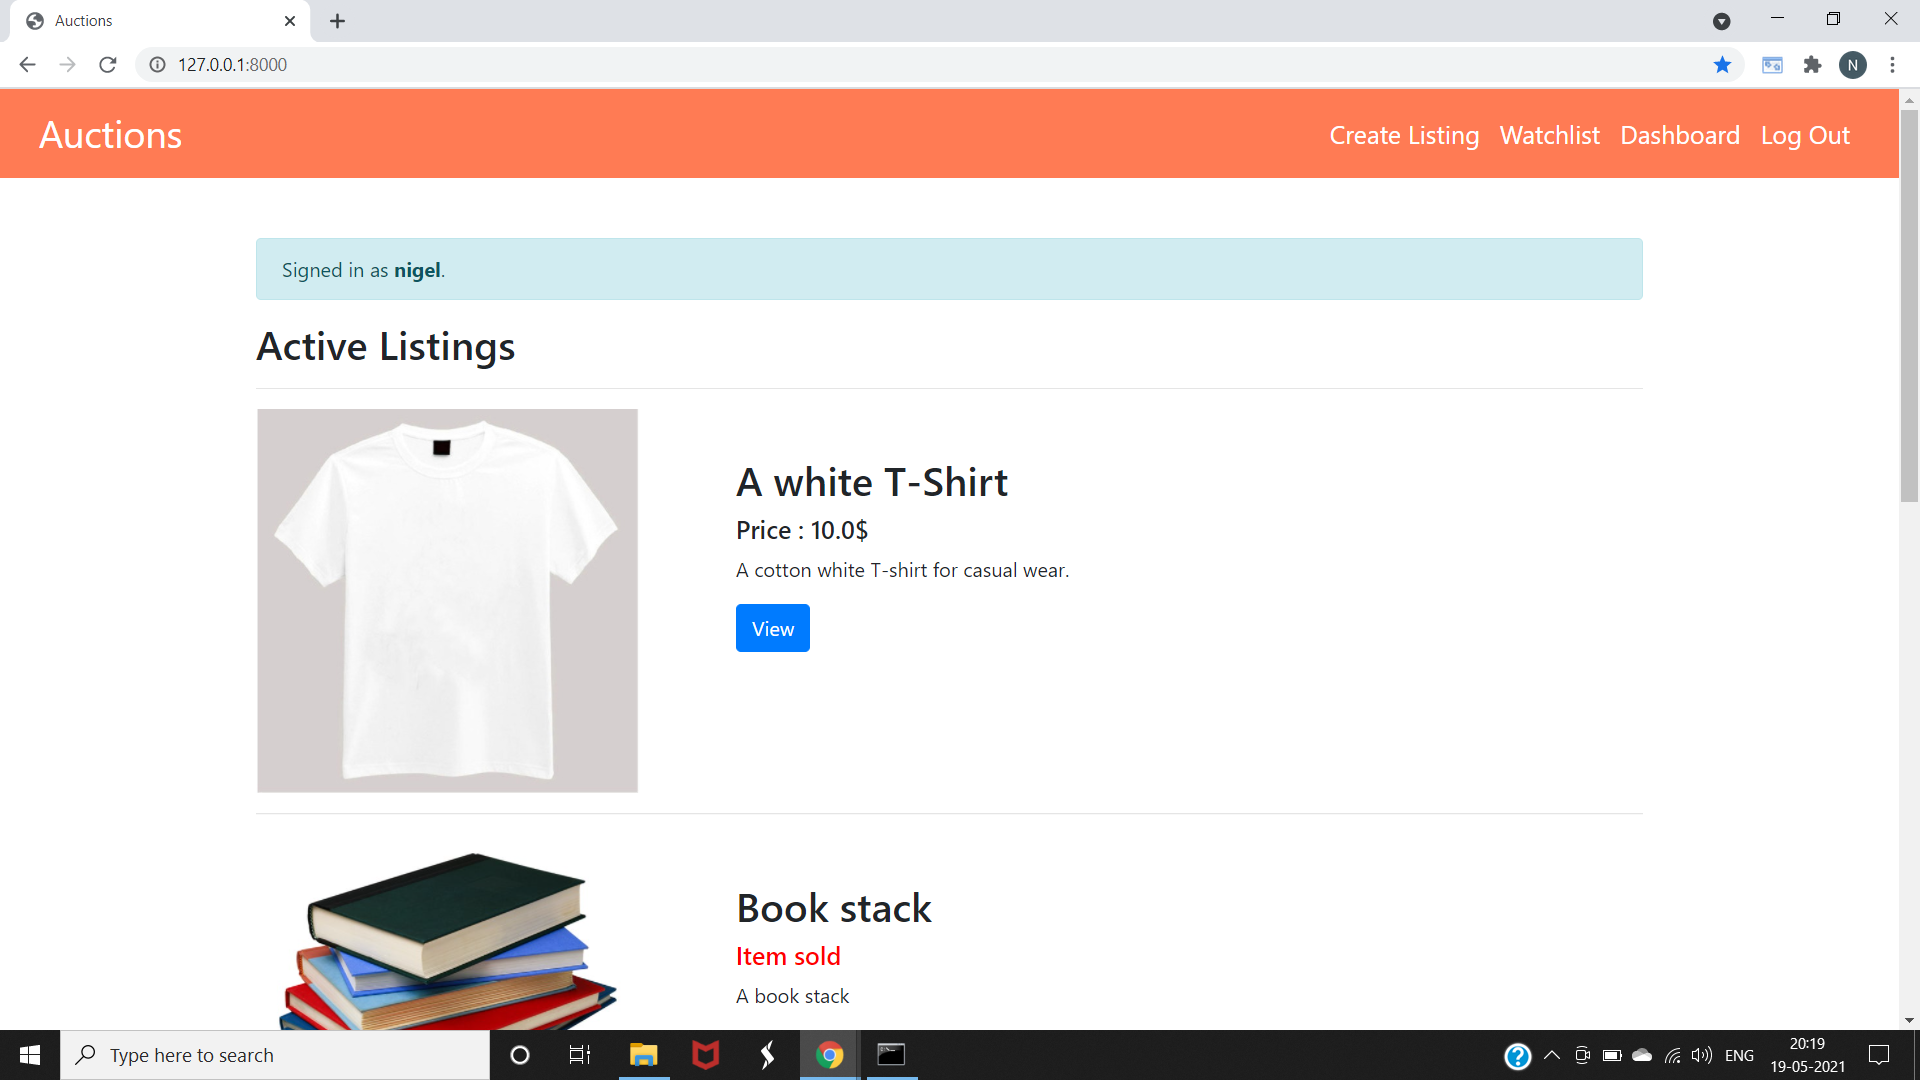 Auctions
127.0.0.1:8000
N
Auctions
Create Listing Watchlist Dashboard Log Out
Signed in as nigel.
Active Listings
A white T-Shirt
Price : 10.0$
A cotton white T-shirt for casual wear.
View
Book stack
Item sold
A book stack
Type here to search
ENG
20:19
19-05-2021